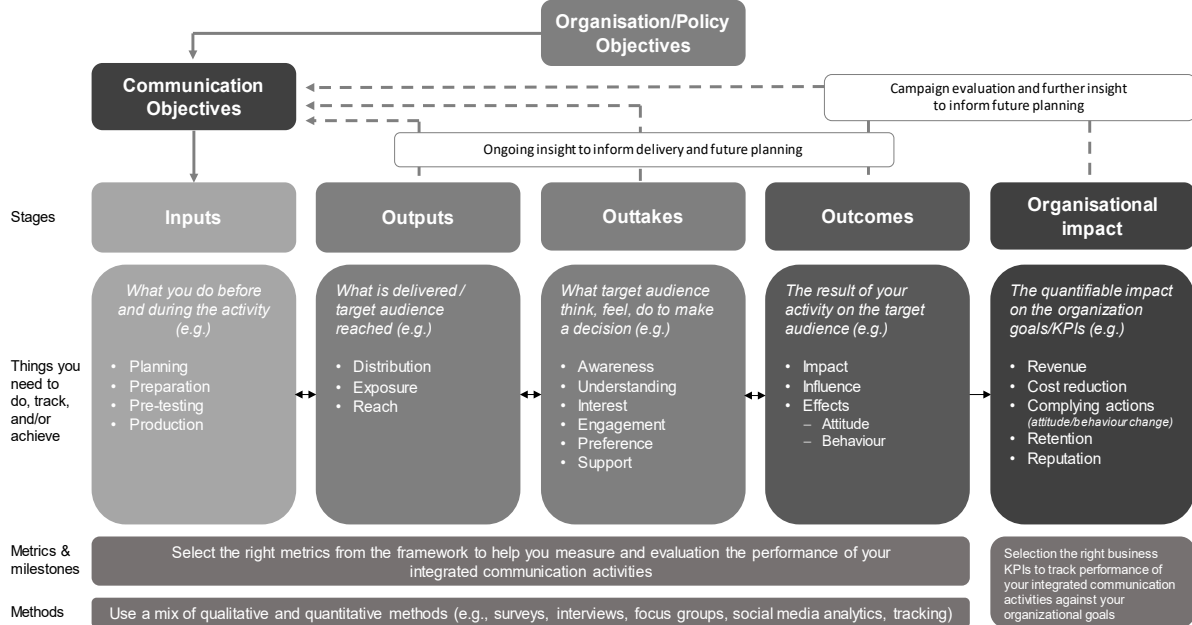 Organisation/Policy
Objectives
Communication
Objectives
Campaign evaluation and further insight
to inform future planning
Ongoing insight to inform delivery and future planning
Stages
Inputs
Outputs
Outtakes
Outcomes
Organisational
impact
Things you
need to
do, track,
and/or
achieve
What you do before
and during the activity
(e.g.)
• Planning
• Preparation
• Pre-testing
• Production
What is delivered /
target audience
reached (e.g.)
• Distribution
• Exposure
• Reach
What target audience
think, feel, do to make
a decision (e.g.)
• Awareness
• Understanding
• Interest
• Engagement
• Preference
• Support
The result of your
activity on the target
audience (e.g.)
• Impact
• Influence
• Effects
– Attitude
– Behaviour
The quantifiable impact
on the organization
goals/KPIs (e.g.)
• Revenue
• Cost reduction
• Complying actions
(attitude/behaviour change)
• Retention
• Reputation
Metrics &
milestones
Select the right metrics from the framework to help you measure and evaluation the performance of your
integrated communication activities
Selection the right business
KPIs to track performance of
your integrated communication
activities against your
organizational goals
Methods
Use a mix of qualitative and quantitative methods (e.g., surveys, interviews, focus groups, social media analytics, tracking)